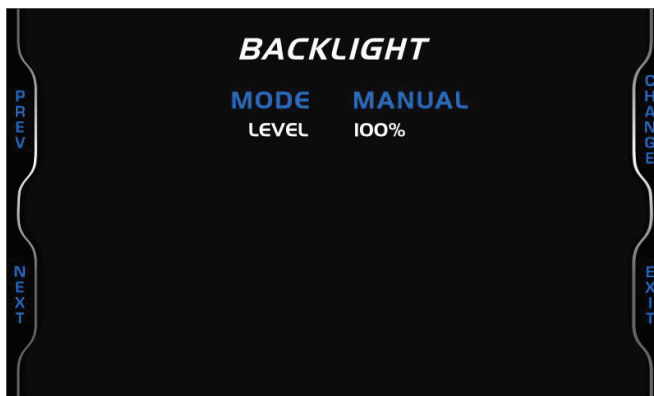 BACKLIGHT
PREV
MODE MANUAL
CHANGE
LEVEL 100%
NEXT
EXIT